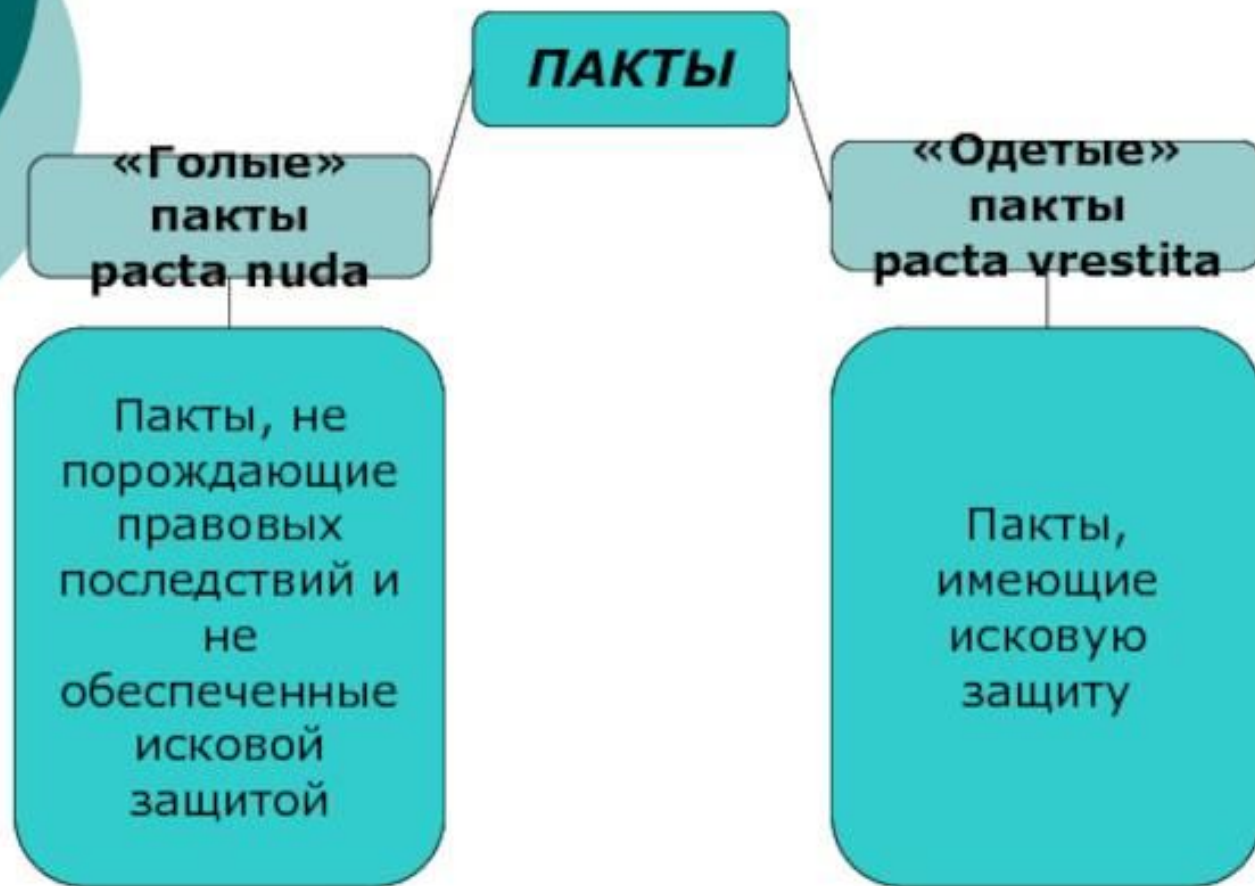 ПАКТЫ
«Голые»
пакты
pacta nuda
«Одетые»
пакты
pacta vrestita
Пакты, не
порождающие
правовых
последствий и
не
обеспеченные
исковой
защитой
Пакты,
имеющие
исковую
защиту